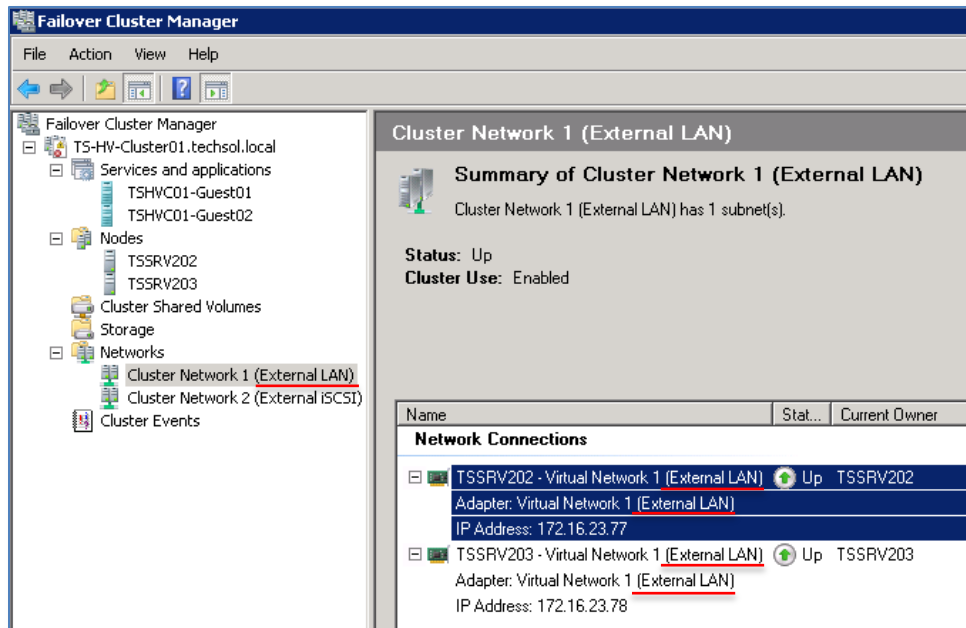 Failover Cluster Manager
File Action View Help
Failover Cluster Manager
TS-HV-Cluster01.techsol.local
Services and applications
TSHVC01-Guest01
TSHVC01-Guest02
Nodes
TSSRV202
TSSRV203
Cluster Shared Volumes
Storage
Networks
Cluster Network 1 (External LAN)
Cluster Network 2 (External iSCSI)
Cluster Events
Cluster Network 1 (External LAN)
Summary of Cluster Network 1 (External LAN)
Cluster Network 1 (External LAN) has 1 subnet(s).
Status: Up
Cluster Use: Enabled
Name Stat... Current Owner
Network Connections
TSSRV202 - Virtual Network 1 (External LAN) Up TSSRV202
Adapter: Virtual Network 1 (External LAN)
IP Address: 172.16.23.77
TSSRV203 - Virtual Network 1 (External LAN) Up TSSRV203
Adapter: Virtual Network 1 (External LAN)
IP Address: 172.16.23.78